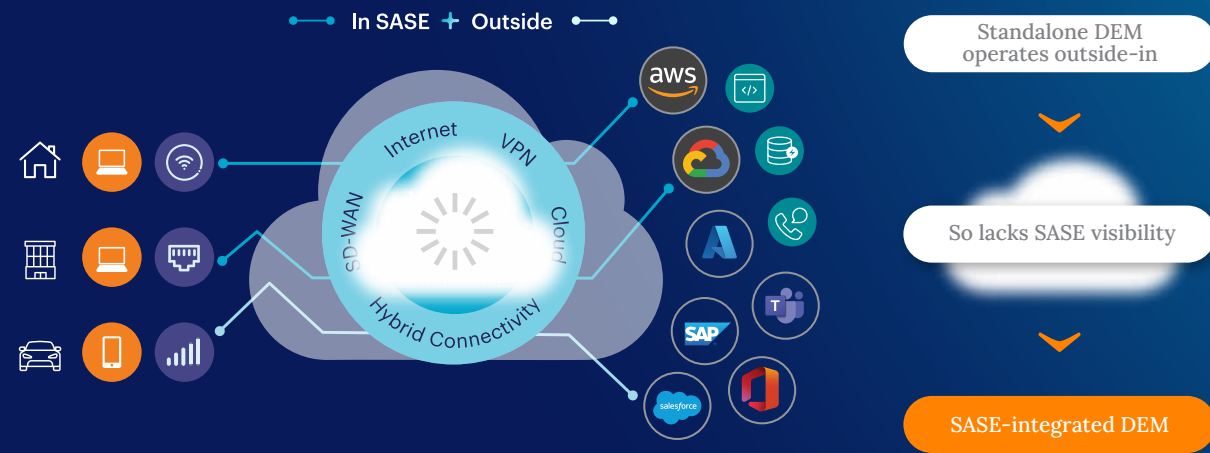 In SASE + Outside
Standalone DEM
operates outside-in
aws
Internet
VPN
SD-WAN
Cloud
So lacks SASE visibility
T
Hybrid Connectivity
SAP
salesforce
SASE-integrated DEM